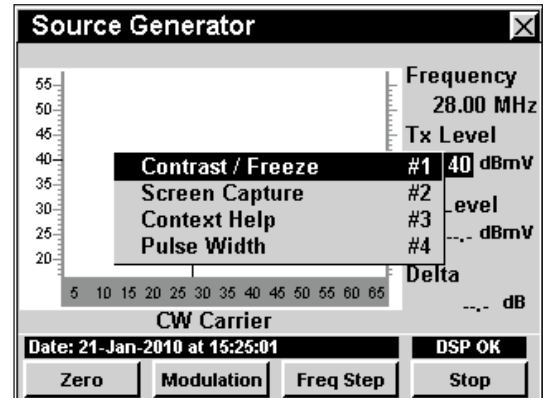 Source Generator
55
50
45
40
35
30
25
20
5 10 15 20 25 30 35 40 45 50 55 60 65
CW Carrier
Frequency
28.00 MHz
Tx Level
40 dBmV
Level
--.- dBmV
Delta
--.- dB
Contrast / Freeze #1
Screen Capture #2
Context Help #3
Pulse Width #4
Date: 21-Jan-2010 at 15:25:01 DSP OK
Zero Modulation Freq Step Stop